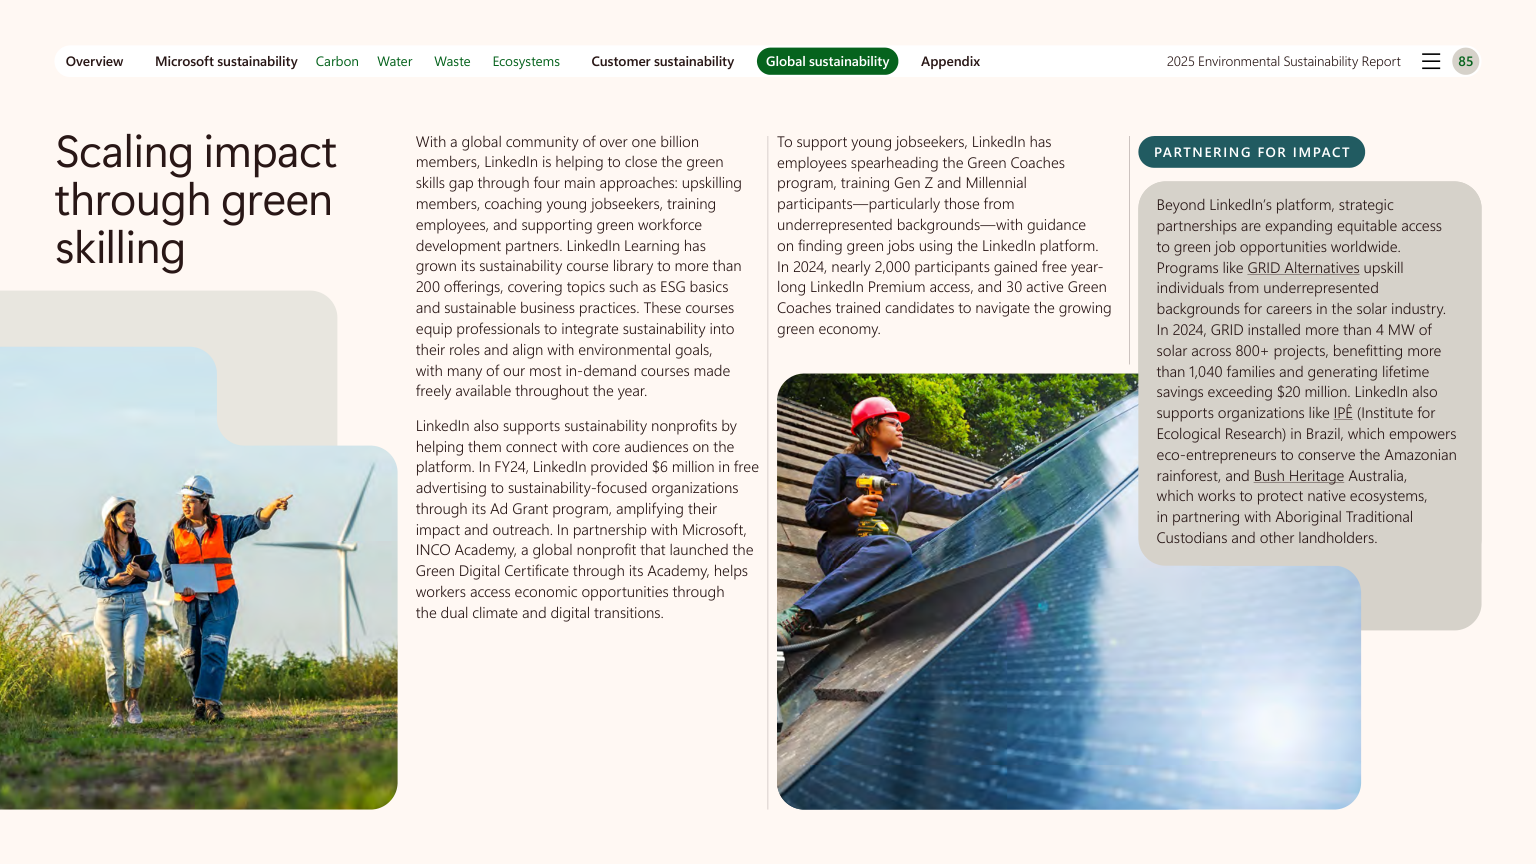 Overview Microsoft sustainability Carbon Water Waste Ecosystems Customer sustainability Global sustainability Appendix 2025 Environmental Sustainability Report 85
Scaling impact
through green
skilling
With a global community of over one billion
members, LinkedIn is helping to close the green
skills gap through four main approaches: upskilling
members, coaching young jobseekers, training
employees, and supporting green workforce
development partners. LinkedIn Learning has
grown its sustainability course library to more than
200 offerings, covering topics such as ESG basics
and sustainable business practices. These courses
equip professionals to integrate sustainability into
their roles and align with environmental goals,
with many of our most in-demand courses made
freely available throughout the year.
LinkedIn also supports sustainability nonprofits by
helping them connect with core audiences on the
platform. In FY24, LinkedIn provided $6 million in free
advertising to sustainability-focused organizations
through its Ad Grant program, amplifying their
impact and outreach. In partnership with Microsoft,
INCO Academy, a global nonprofit that launched the
Green Digital Certificate through its Academy, helps
workers access economic opportunities through
the dual climate and digital transitions.
To support young jobseekers, LinkedIn has
employees spearheading the Green Coaches
program, training Gen Z and Millennial
participants—particularly those from
underrepresented backgrounds—with guidance
on finding green jobs using the LinkedIn platform.
In 2024, nearly 2,000 participants gained free year-
long LinkedIn Premium access, and 30 active Green
Coaches trained candidates to navigate the growing
green economy.
PARTNERING FOR IMPACT
Beyond LinkedIn's platform, strategic
partnerships are expanding equitable access
to green job opportunities worldwide.
Programs like GRID Alternatives upskill
individuals from underrepresented
backgrounds for careers in the solar industry.
In 2024, GRID installed more than 4 MW of
solar across 800+ projects, benefitting more
than 1,040 families and generating lifetime
savings exceeding $20 million. LinkedIn also
supports organizations like IPÊ (Institute for
Ecological Research) in Brazil, which empowers
eco-entrepreneurs to conserve the Amazonian
rainforest, and Bush Heritage Australia,
which works to protect native ecosystems,
in partnering with Aboriginal Traditional
Custodians and other landholders.